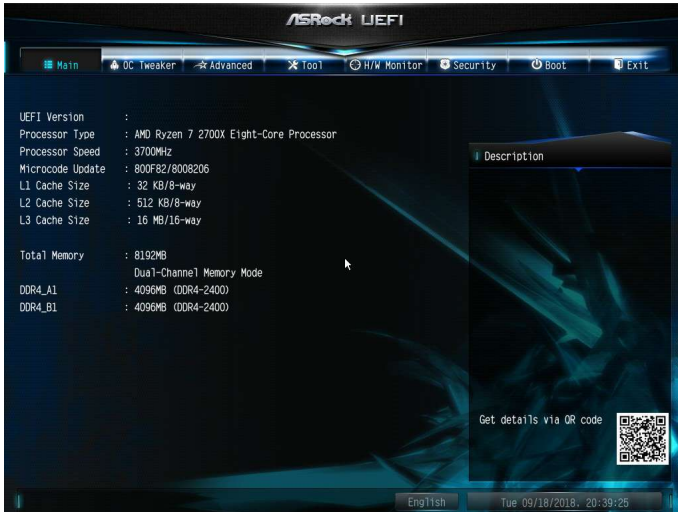 ASRock UEFI
Main OC Tweaker Advanced Tool H/W Monitor Security Boot Exit
UEFI Version :
Processor Type : AMD Ryzen 7 2700X Eight-Core Processor
Processor Speed : 3700MHz
Microcode Update : 800F82/8008206
L1 Cache Size : 32 KB/8-way
L2 Cache Size : 512 KB/8-way
L3 Cache Size : 16 MB/16-way
Total Memory : 8192MB
Dual-Channel Memory Mode
DDR4_A1 : 4096MB (DDR4-2400)
DDR4_B1 : 4096MB (DDR4-2400)
Description
Get details via QR code
English Tue 09/18/2018. 20:39:25